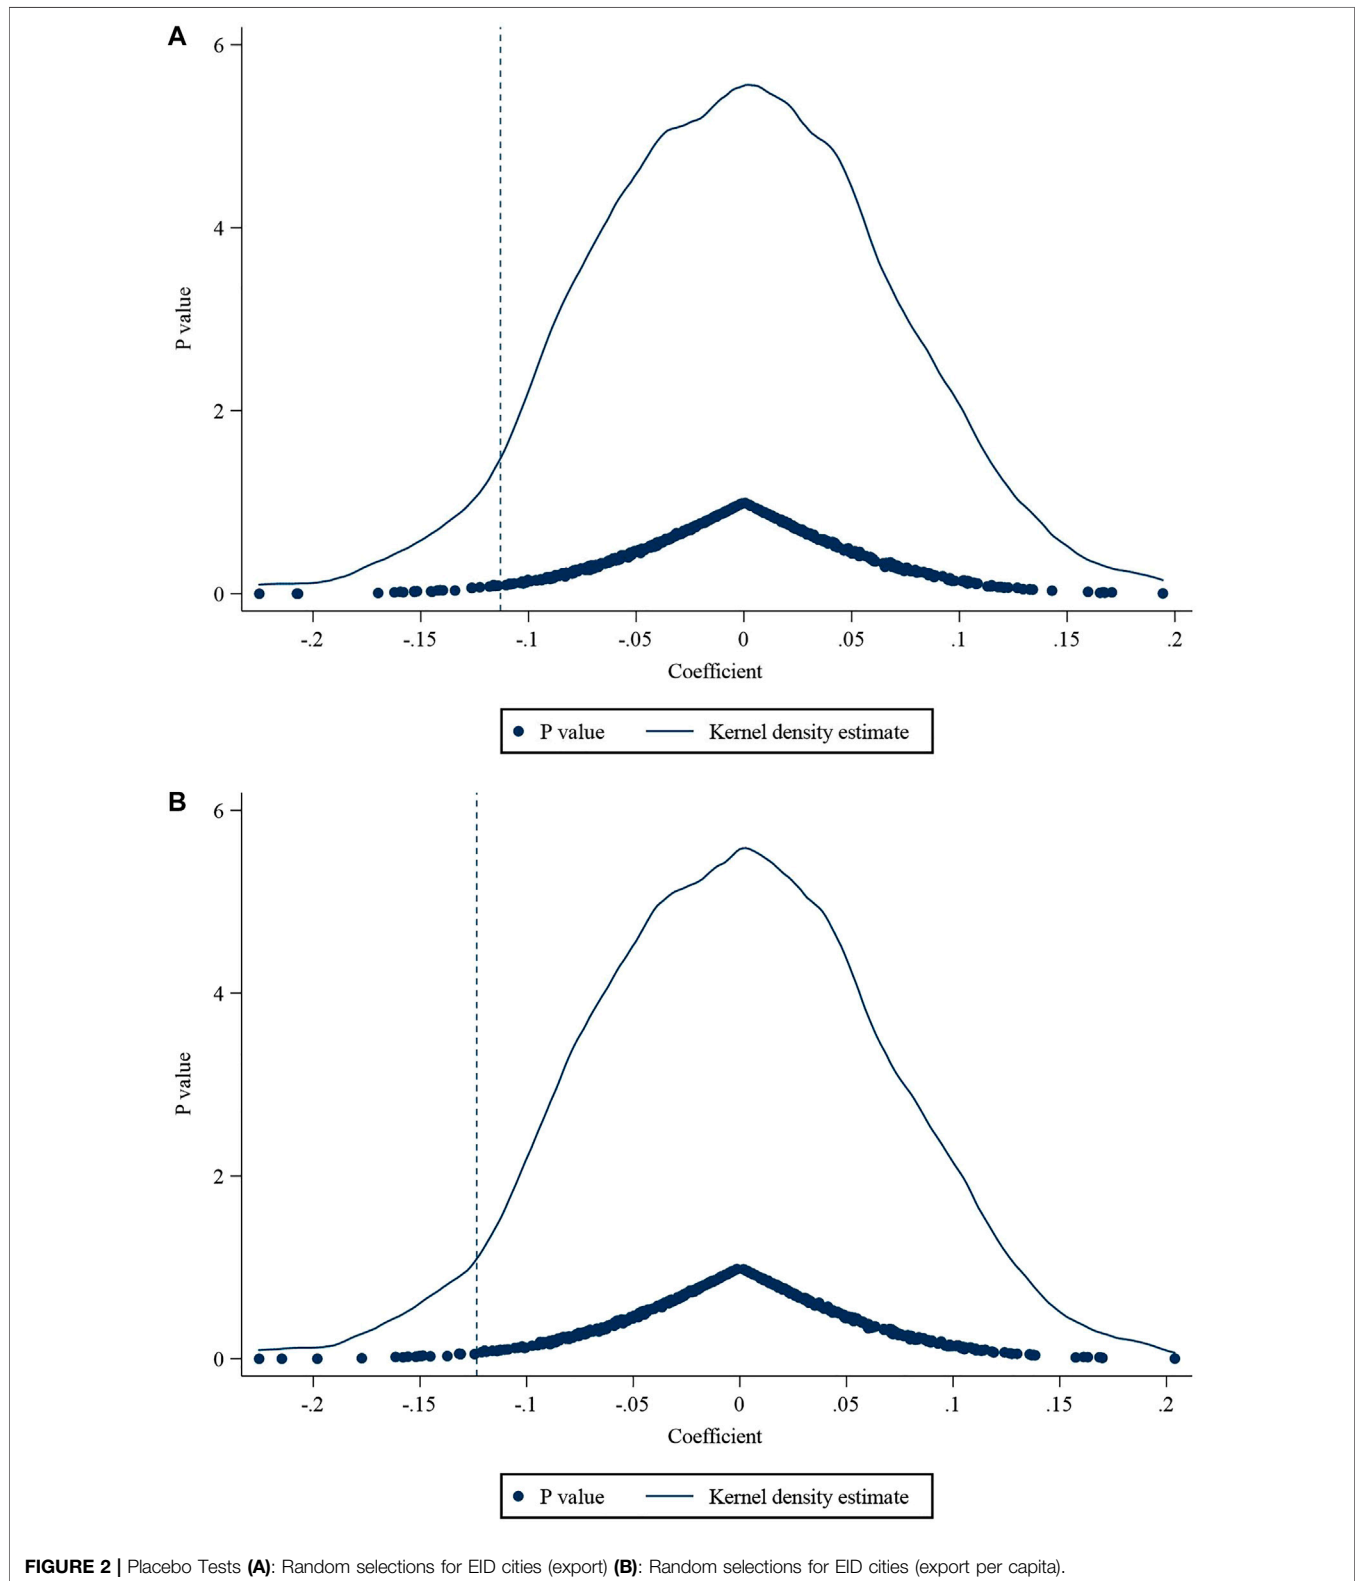 A
6
4
2
0
P value
-.2 -.15 -.1 -.05 0 .05 .1 .15 .2
Coefficient
P value Kernel density estimate
B
6
4
2
0
P value
-.2 -.15 -.1 -.05 0 .05 .1 .15 .2
Coefficient
P value Kernel density estimate
FIGURE 2 | Placebo Tests (A): Random selections for EID cities (export) (B): Random selections for EID cities (export per capita).